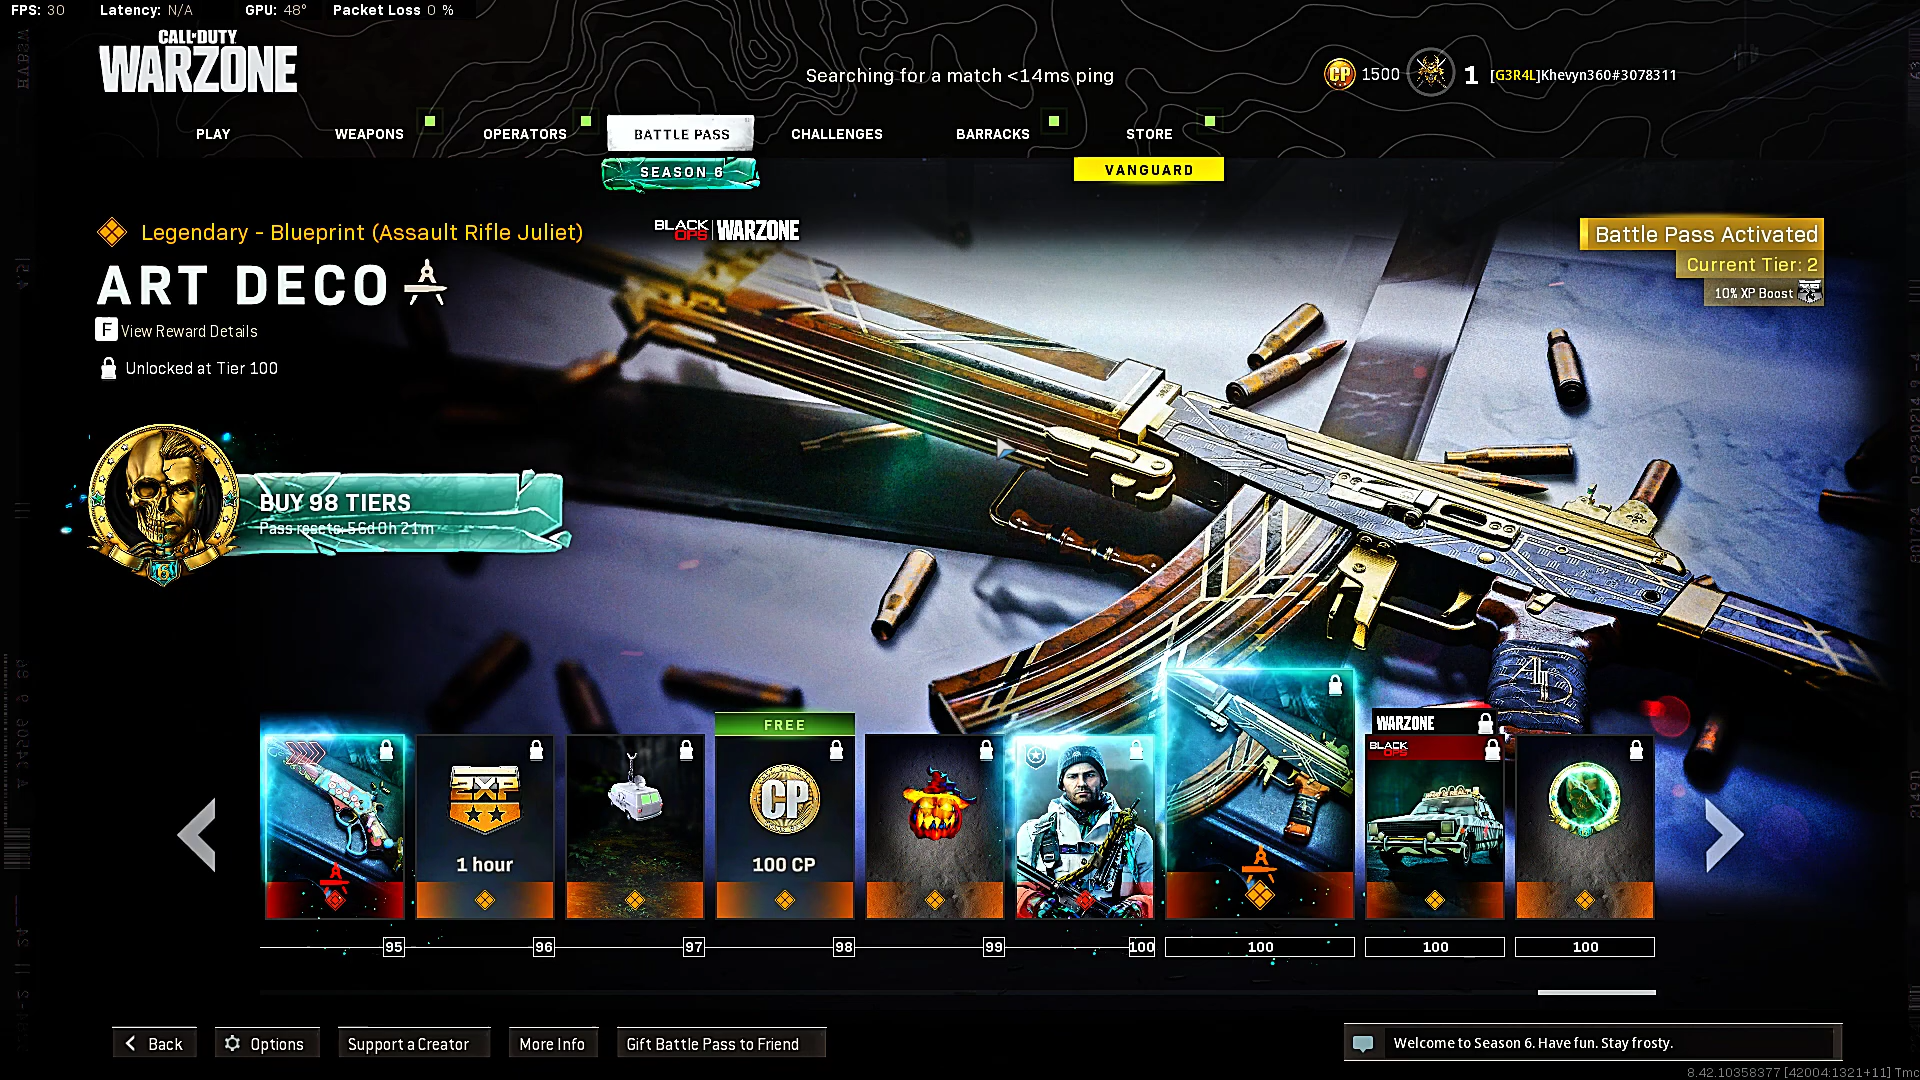 FPS: 30 Latency: N/A GPU: 48° Packet Loss 0 %
CALL OF DUTY
WARZONE
Searching for a match <14ms ping
CP 1500 1 [G3R4L]Khevyn360#3078311
PLAY WEAPONS OPERATORS BATTLE PASS CHALLENGES BARRACKS STORE
SEASON 6 VANGUARD
Legendary - Blueprint (Assault Rifle Juliet)
BLACK OPS | WARZONE
ART DECO
F View Reward Details
Unlocked at Tier 100
Battle Pass Activated
Current Tier: 2
10% XP Boost
BUY 98 TIERS
Pass resets: 56d 0h 21m
FREE
WARZONE
BLACK OPS
2XP
CP
1 hour
100 CP
95 96 97 98 99 100 100 100 100
Back Options Support a Creator More Info Gift Battle Pass to Friend
Welcome to Season 6. Have fun. Stay frosty.
8.42.10358377 [42004:1321+11] Tmc